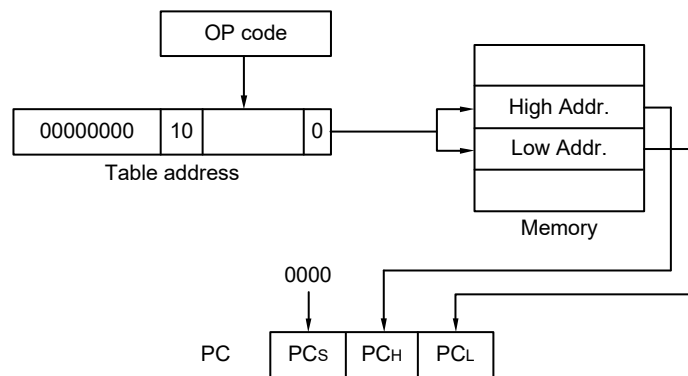 OP code
00000000 10 0
Table address
High Addr.
Low Addr.
Memory
0000
PC PCS PCH PCL